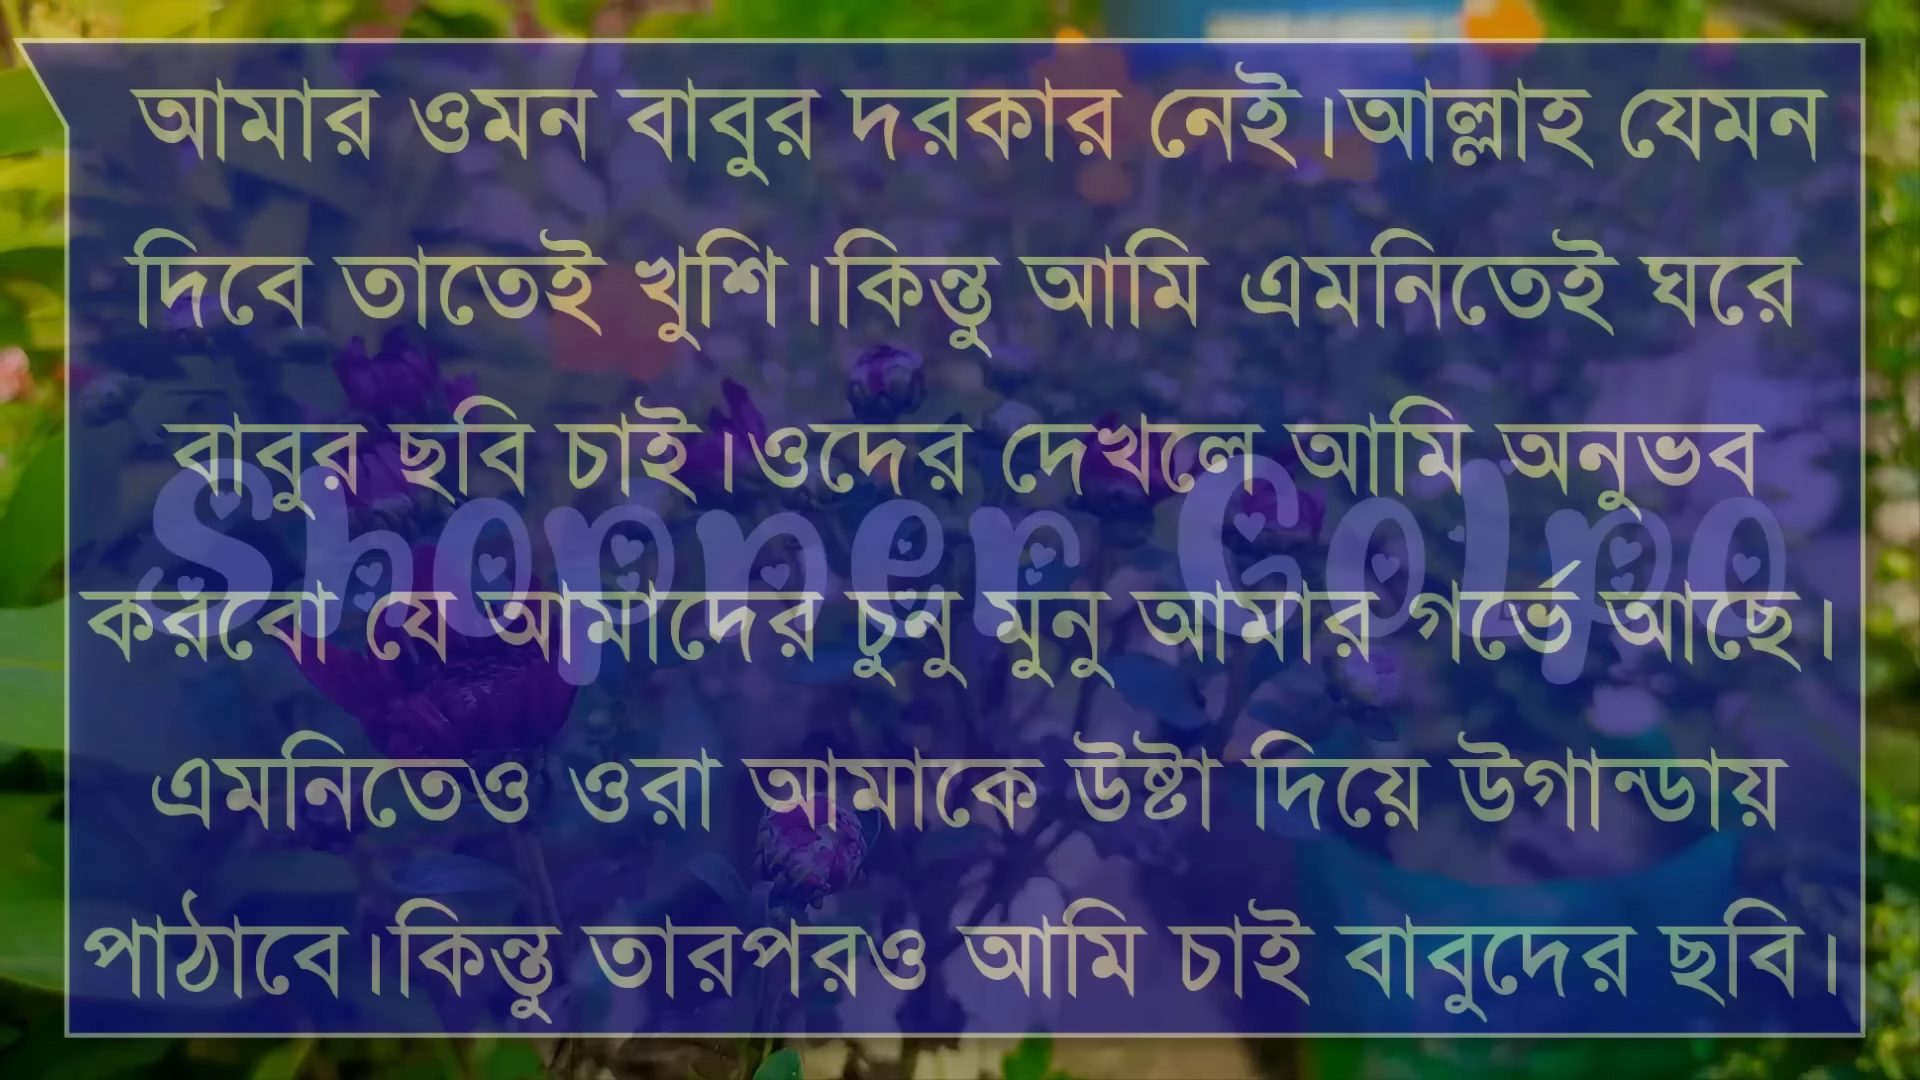 আমার ওমন বাবুর দরকার নেই।আল্লাহ যেমন
দিবে তাতেই খুশি।কিন্তু আমি এমনিতেই ঘরে
বাবুর ছবি চাই।ওদের দেখলে আমি অনুভব
Shopner Golpo
করবো যে আমাদের চুনু মুনু আমার গর্ভে আছে।
এমনিতেও ওরা আমাকে উষ্টা দিয়ে উগান্ডায়
পাঠাবে।কিন্তু তারপরও আমি চাই বাবুদের ছবি।